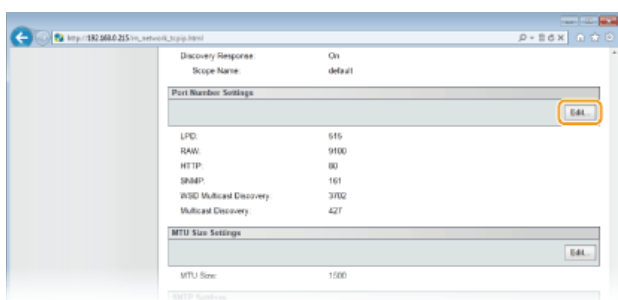 http://192.168.0.215/m_network_tcpip.html
Discovery Response: On
Scope Name: default
Port Number Settings
Edit...
LPD: 515
RAW: 9100
HTTP: 80
SNMP: 161
WSD Multicast Discovery: 3702
Multicast Discovery: 427
MTU Size Settings
Edit...
MTU Size: 1500
SNTP Settings